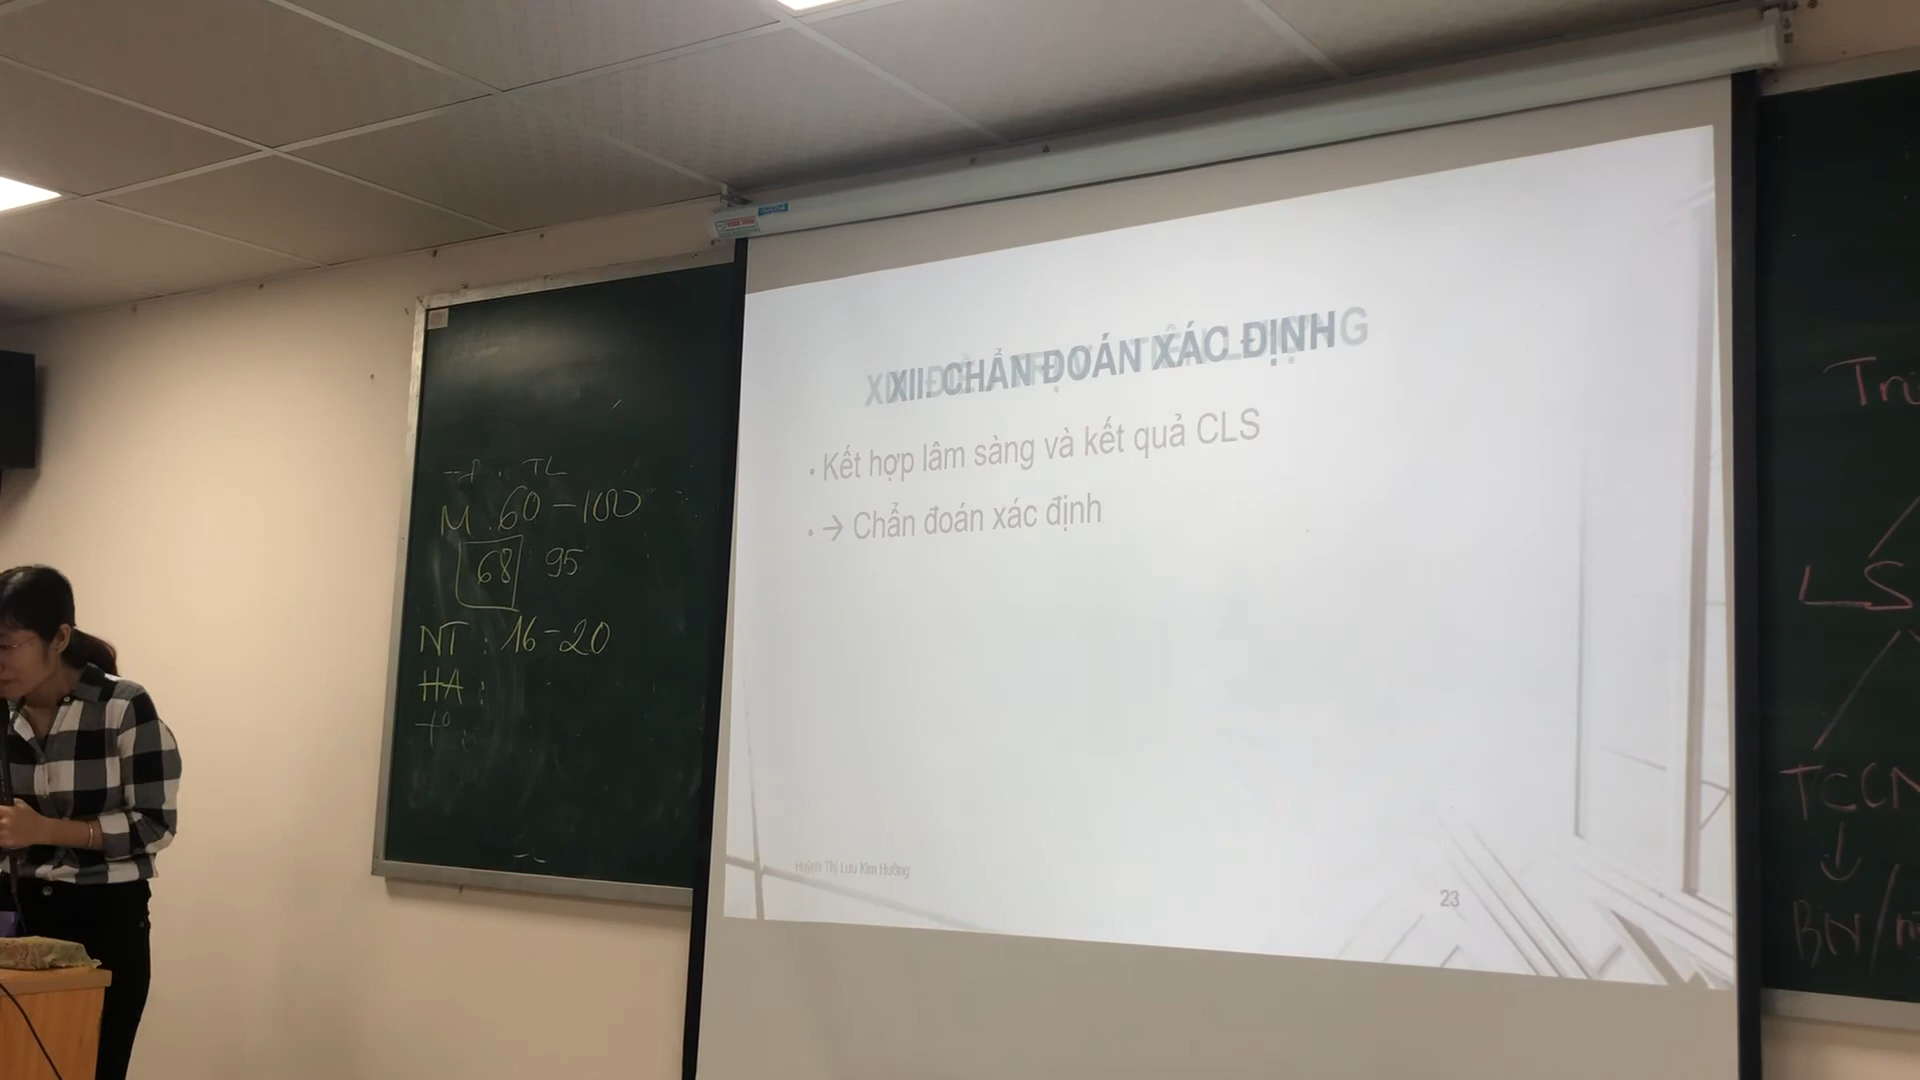 TL
M : 60 - 100
68 95
NT : 16 - 20
HA :
t° :
XII. CHẨN ĐOÁN XÁC ĐỊNH
• Kết hợp lâm sàng và kết quả CLS
• → Chẩn đoán xác định
Huỳnh Thị Lưu Kim Hường
23
LS